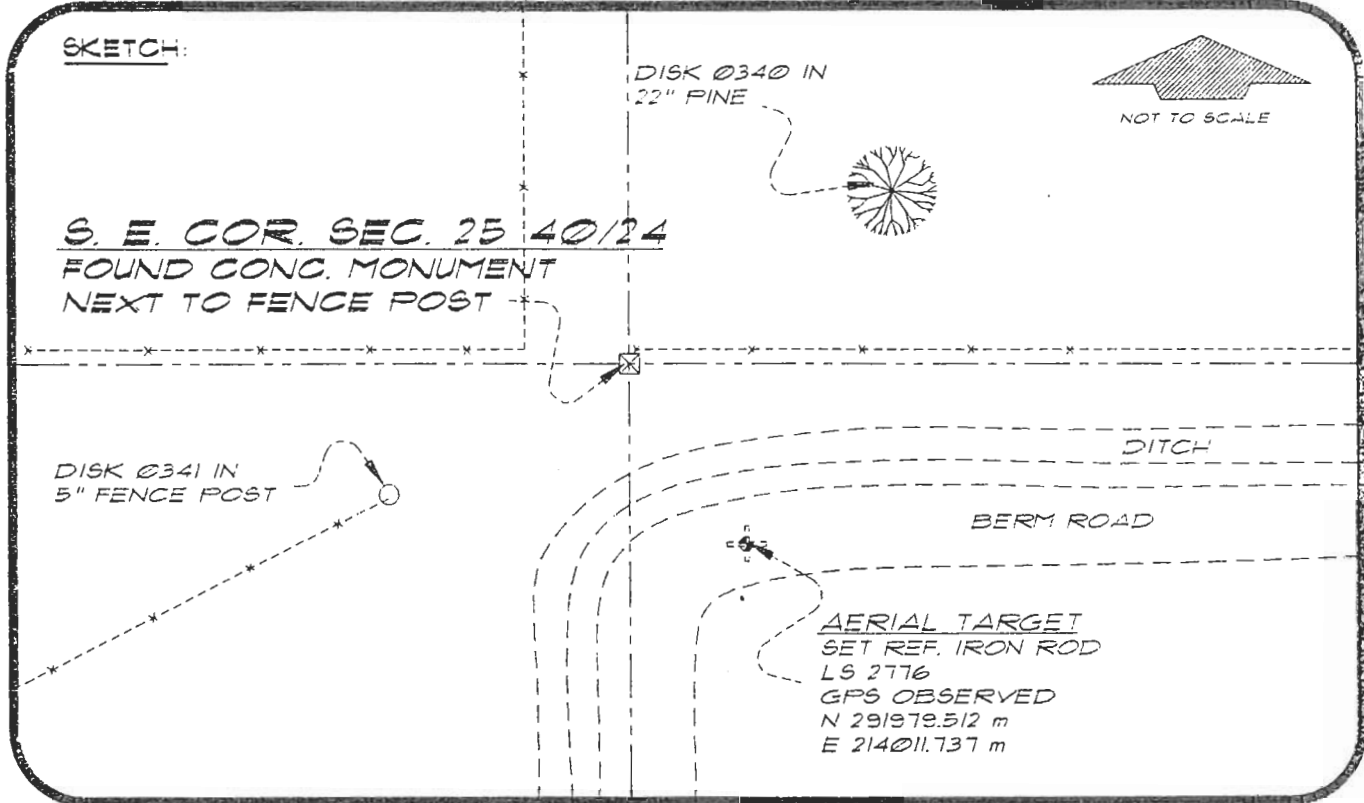 SKETCH:
DISK Ø34Ø IN
22" PINE
NOT TO SCALE
S. E. COR. SEC. 25 4Ø/24
FOUND CONC. MONUMENT
NEXT TO FENCE POST
DITCH
DISK Ø341 IN
5" FENCE POST
BERM ROAD
AERIAL TARGET
SET REF. IRON ROD
LS 2776
GPS OBSERVED
N 291979.512 m
E 214Ø11.737 m